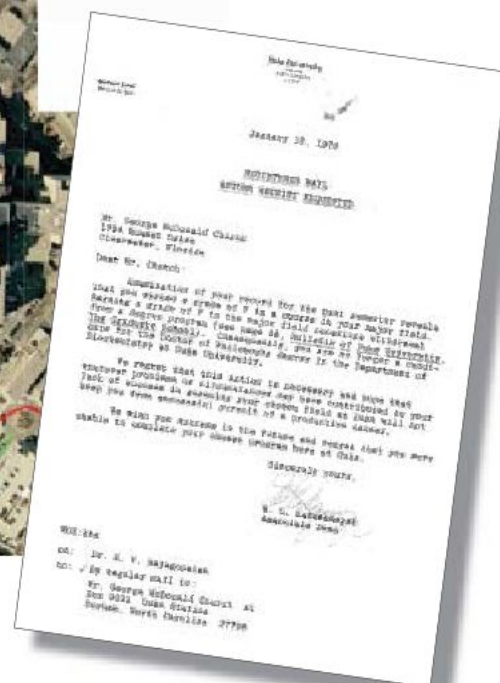 Duke University
January 19, 1976
REGISTERED MAIL
RETURN RECEIPT REQUESTED
Mr. George McDonald Church
1984 Sunset Drive
Clearwater, Florida
Dear Mr. Church:
Examination of your record for the past semester reveals
that you earned a grade of F in a course in your major field.
Earning a grade of F in the major field occasions withdrawal
from a degree program (see page 48, Bulletin of Duke University,
The Graduate School). Consequently, you are no longer a candi-
date for the Doctor of Philosophy degree in the Department of
Biochemistry at Duke University.
We regret that this action is necessary and hope that
whatever problems or circumstances may have contributed to your
lack of success in pursuing your chosen field at Duke will not
keep you from successful pursuit of a productive career.
We wish you success in the future and regret that you were
unable to complete your chosen program here at Duke.
Sincerely yours,
Associate Dean
cc: Dr. K. V. Rajagopalan
by regular mail to:
Mr. George McDonald Church at
Box Duke Station
Durham, North Carolina 27706